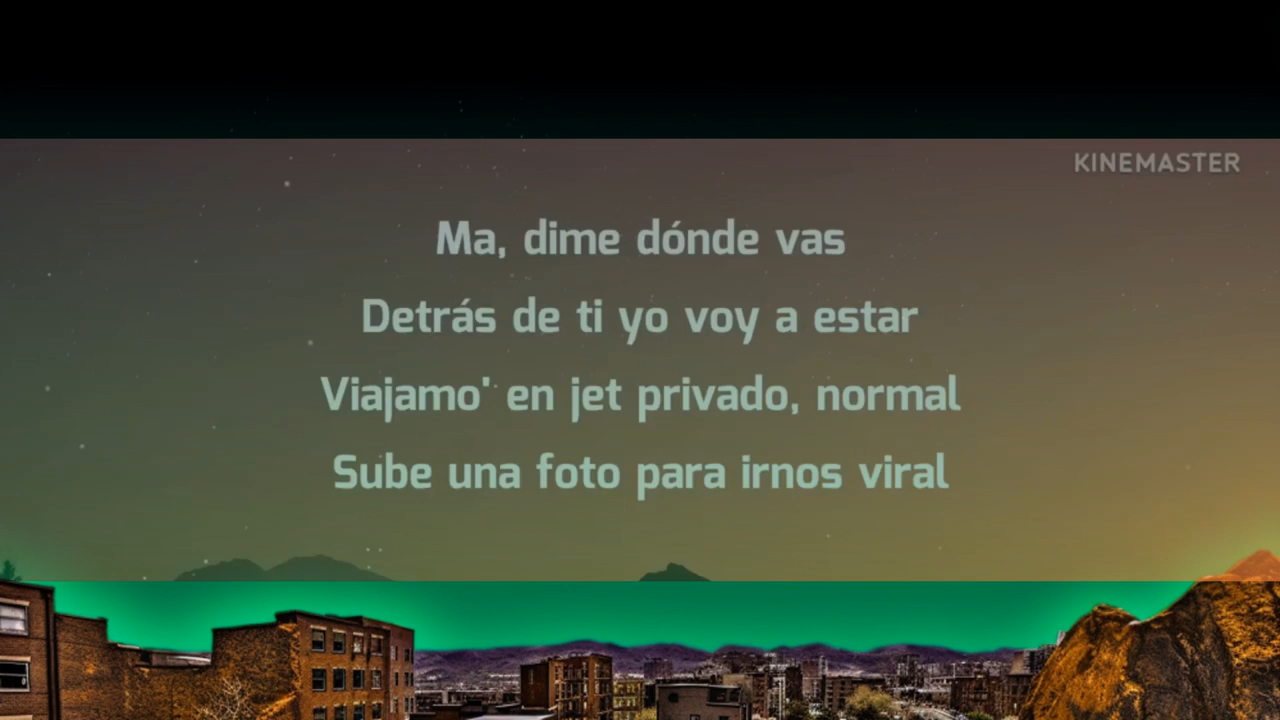 KINEMASTER
Ma, dime dónde vas
Detrás de ti yo voy a estar
Viajamo' en jet privado, normal
Sube una foto para irnos viral